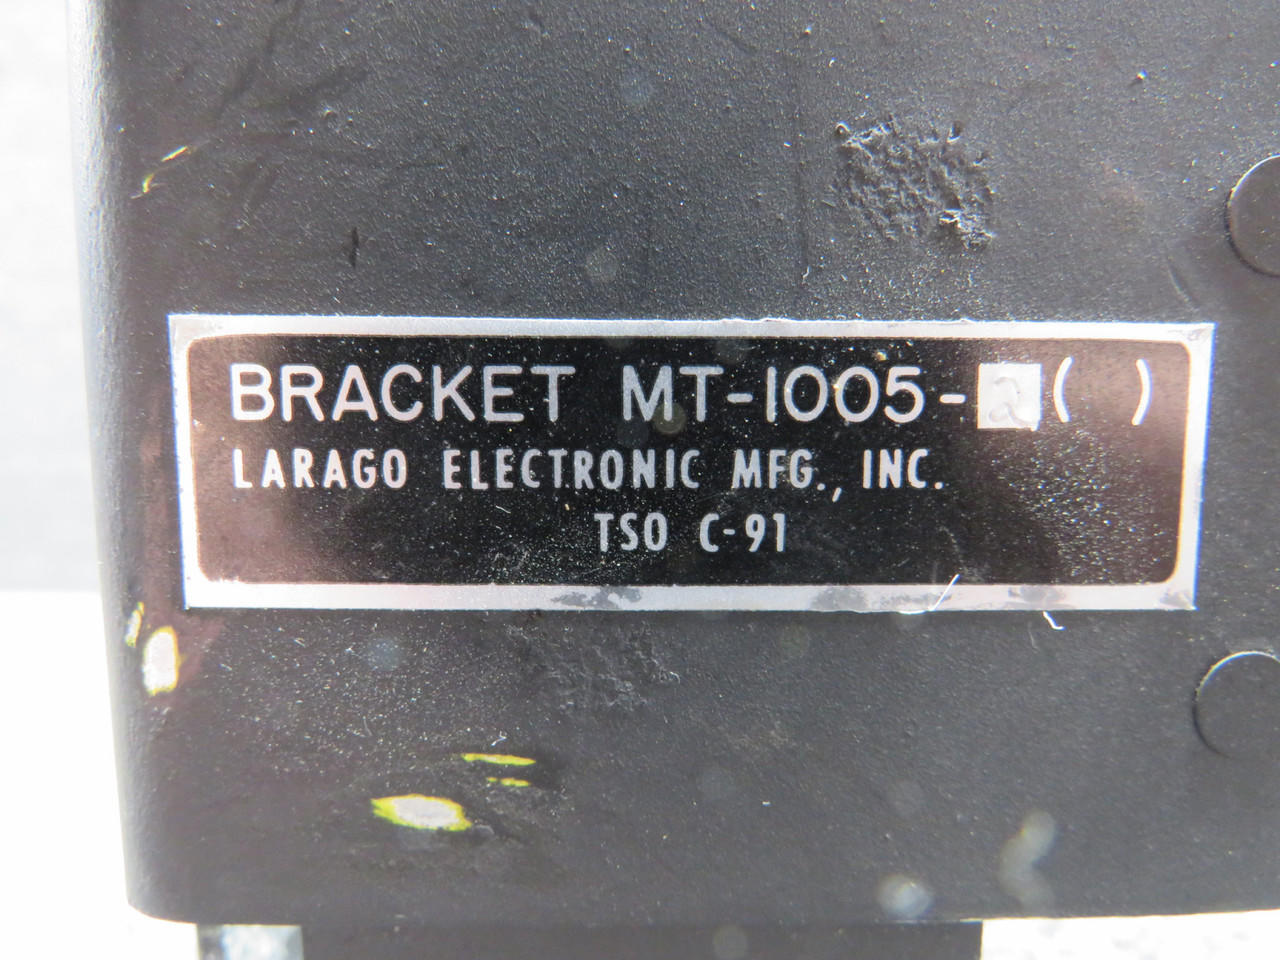 BRACKET MT-1005-2( )
LARAGO ELECTRONIC MFG., INC.
TSO C-91